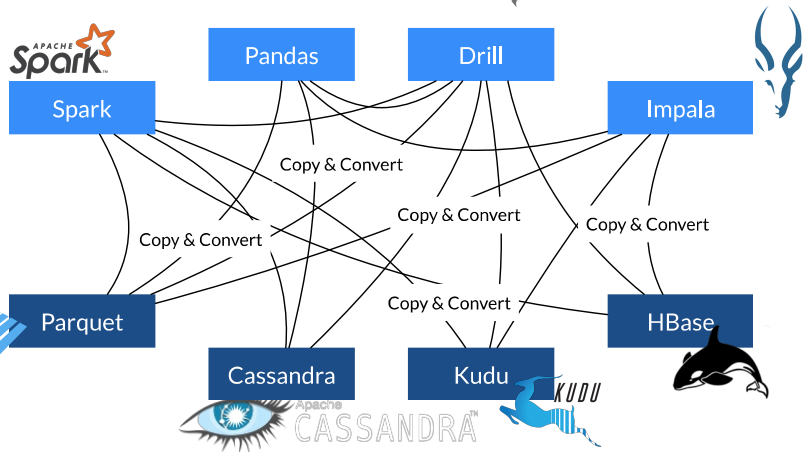 APACHE
Spark
Pandas
Drill
Spark
Impala
Copy & Convert
Copy & Convert
Copy & Convert
Copy & Convert
Copy & Convert
Parquet
HBase
Cassandra
Kudu
KUDU
Apache
CASSANDRA